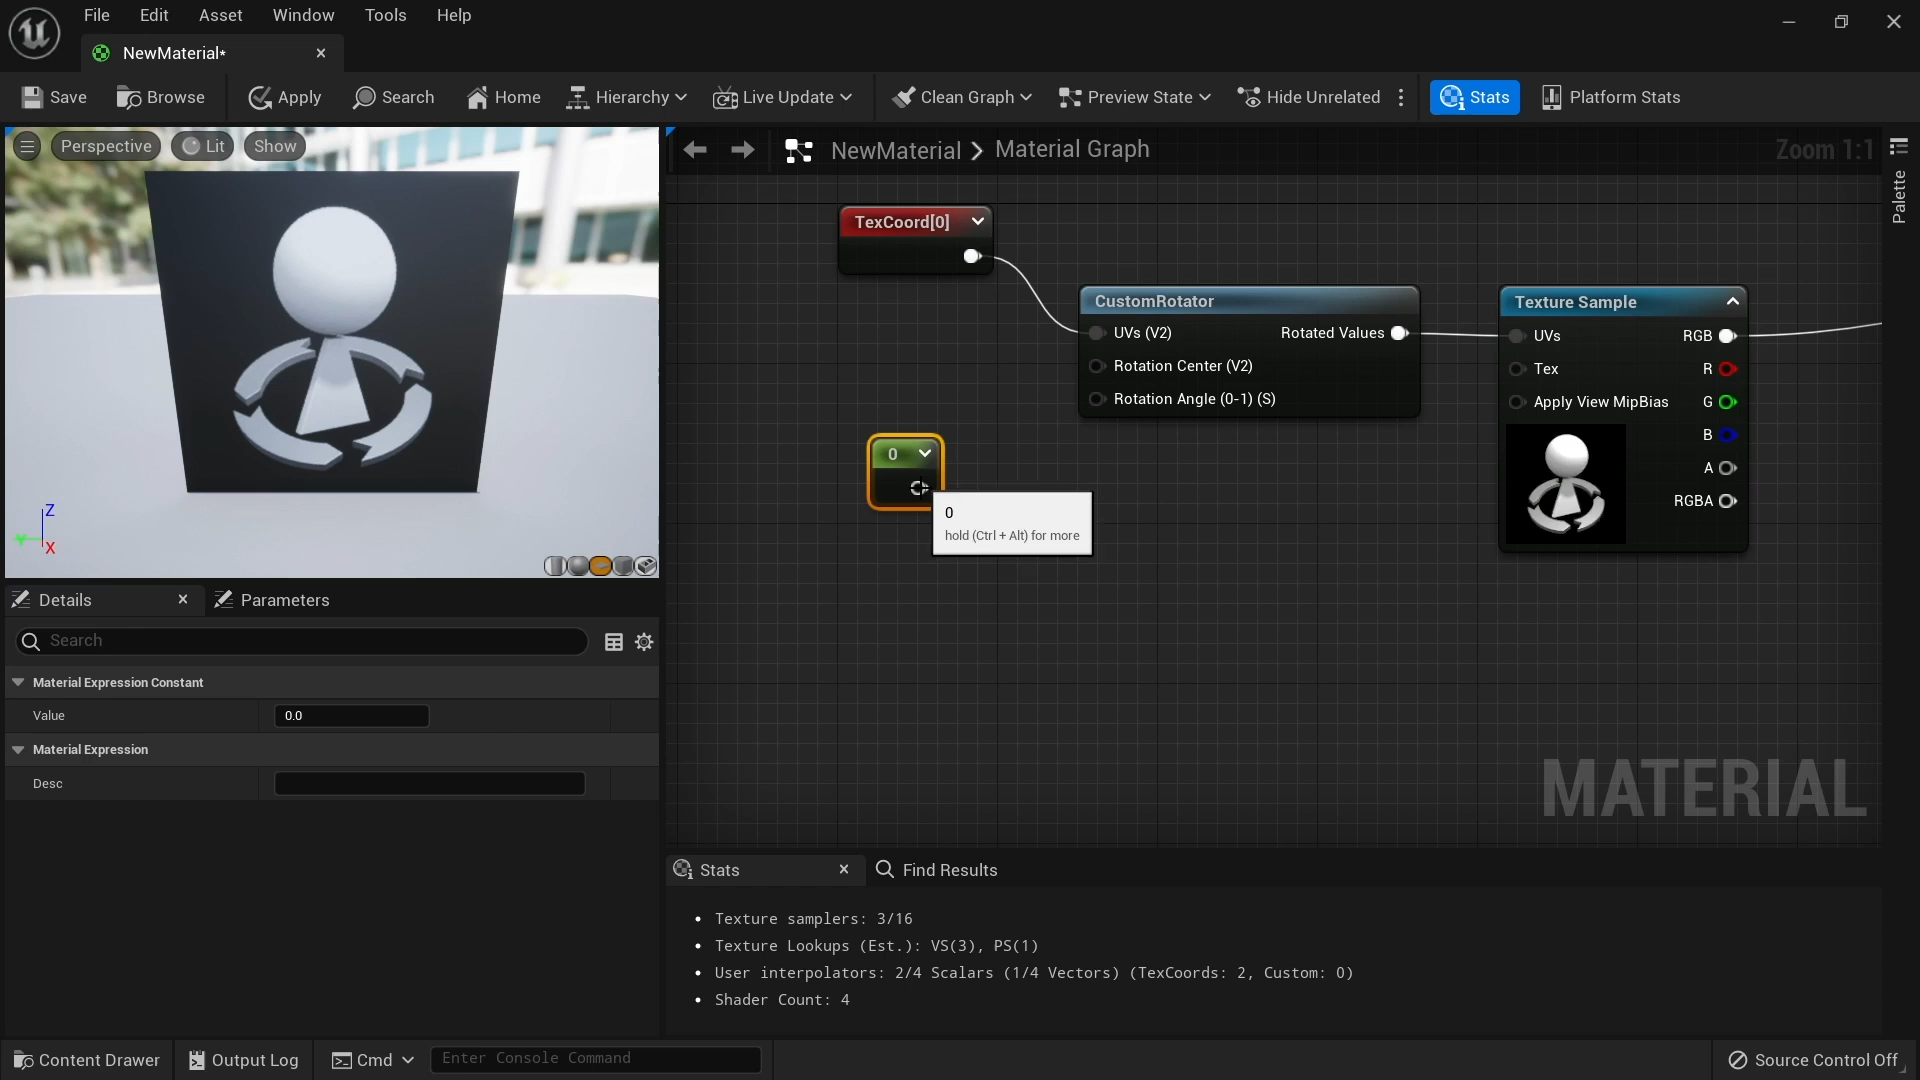 File Edit Asset Window Tools Help
NewMaterial*
Save Browse Apply Search Home Hierarchy Live Update Clean Graph Preview State Hide Unrelated Stats Platform Stats
Perspective Lit Show
NewMaterial > Material Graph Zoom 1:1
Palette
TexCoord[0]
CustomRotator
UVs (V2) Rotated Values
Rotation Center (V2)
Rotation Angle (0-1) (S)
Texture Sample
UVs RGB
Tex R
Apply View MipBias G
B
A
RGBA
0
0
hold (Ctrl + Alt) for more
Z
Y
X
MATERIAL
Details Parameters
Search
Material Expression Constant
Value 0.0
Material Expression
Desc
Stats Find Results
• Texture samplers: 3/16
• Texture Lookups (Est.): VS(3), PS(1)
• User interpolators: 2/4 Scalars (1/4 Vectors) (TexCoords: 2, Custom: 0)
• Shader Count: 4
Content Drawer Output Log Cmd Enter Console Command Source Control Off